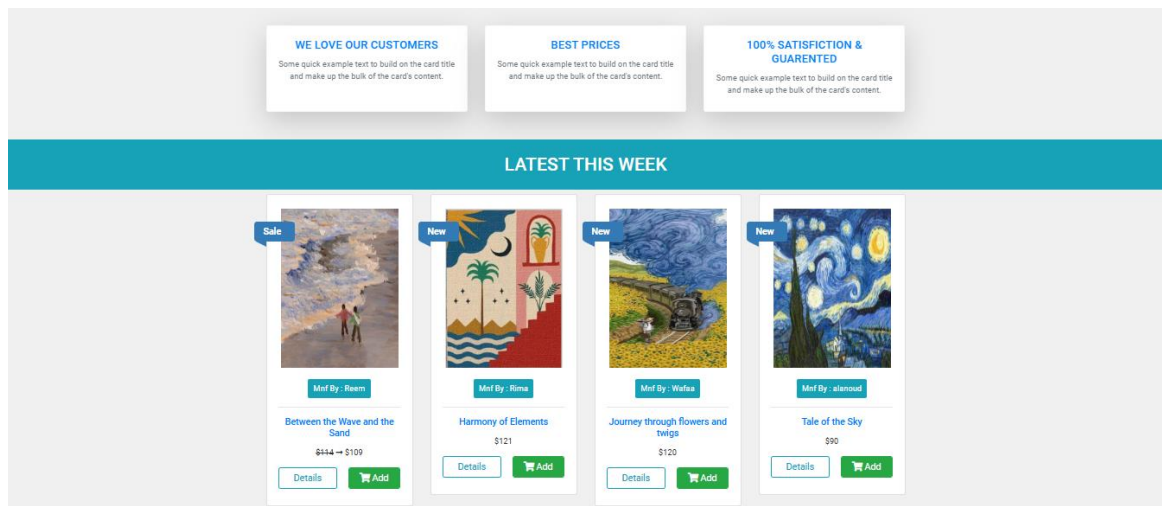 WE LOVE OUR CUSTOMERS
Some quick example text to build on the card title
and make up the bulk of the card's content.
BEST PRICES
Some quick example text to build on the card title
and make up the bulk of the card's content.
100% SATISFICTION &
GUARENTED
Some quick example text to build on the card title
and make up the bulk of the card's content.
LATEST THIS WEEK
Sale
Mnf By : Reem
Between the Wave and the
Sand
$114 → $109
Details
Add
New
Mnf By : Rima
Harmony of Elements
$121
Details
Add
New
Mnf By : Wafaa
Journey through flowers and
twigs
$120
Details
Add
New
Mnf By : alanoud
Tale of the Sky
$90
Details
Add